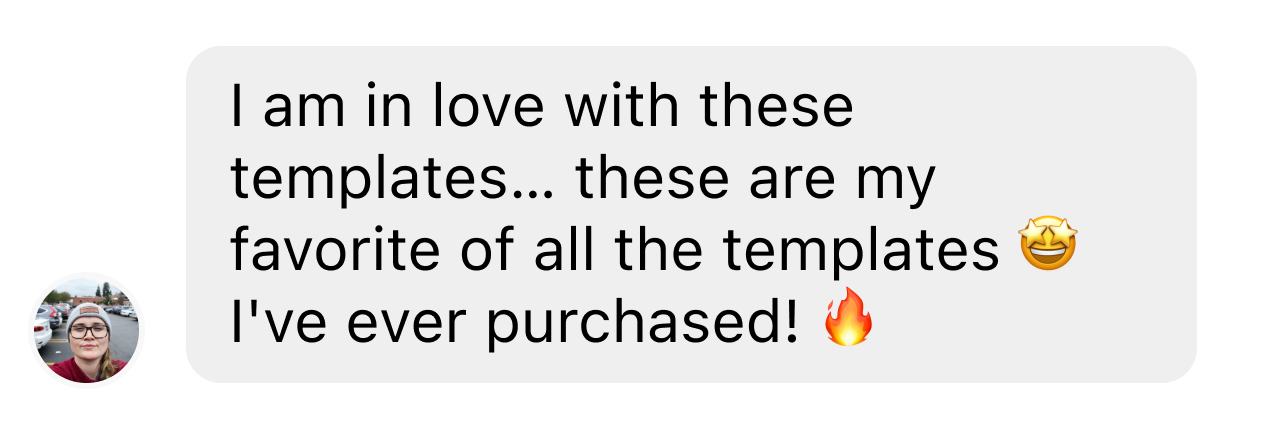 I am in love with these
templates... these are my
favorite of all the templates 🤩
I've ever purchased! 🔥